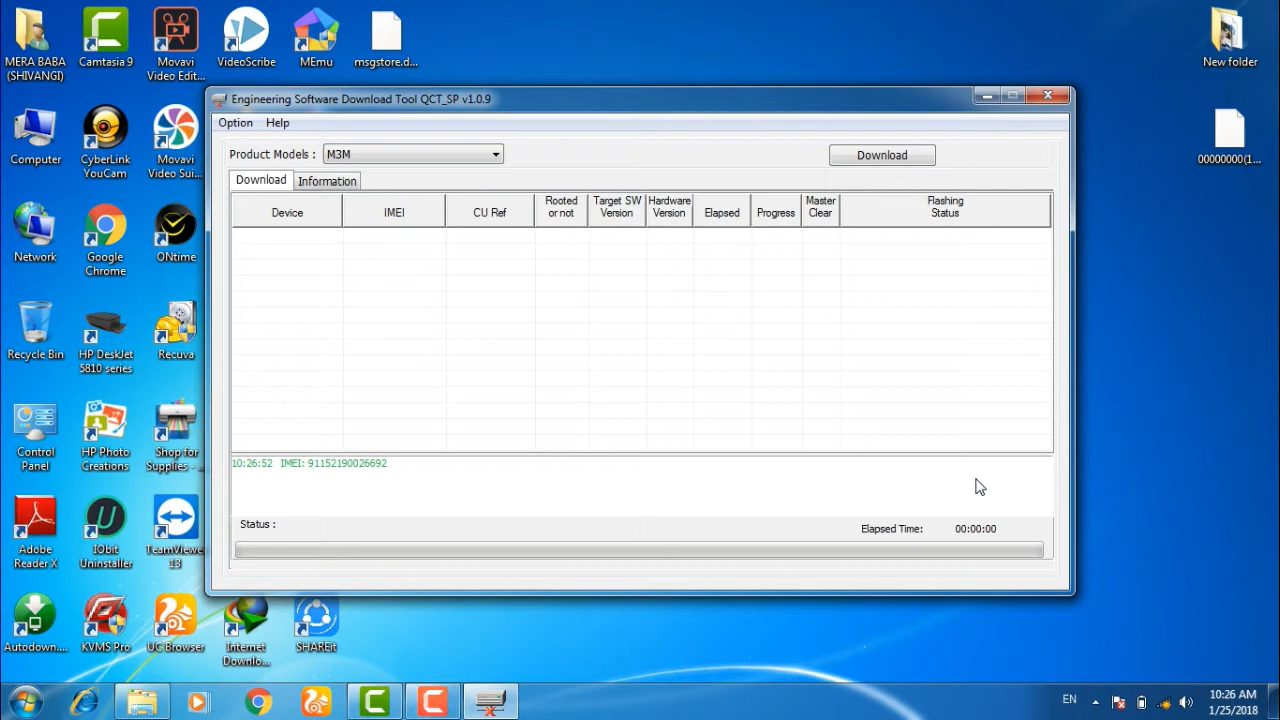 MERA BABA
(SHIVANGI)
Camtasia 9
Movavi
Video Edit...
VideoScribe
MEmu
msgstore.d...
New folder
Engineering Software Download Tool QCT_SP v1.0.9
Option Help
Product Models : M3M
Download
Download Information
Device
IMEI
CU Ref
Rooted
or not
Target SW
Version
Hardware
Version
Elapsed
Progress
Master
Clear
Flashing
Status
10:26:52 IMEI: 91152190026692
Status :
Elapsed Time: 00:00:00
Computer
CyberLink
YouCam
Movavi
Video Sui...
00000000(1...
Network
Google
Chrome
ONtime
Recycle Bin
HP DeskJet
5810 series
Recuva
Control
Panel
HP Photo
Creations
Shop for
Supplies - ...
Adobe
Reader X
IObit
Uninstaller
TeamViewe
13
Autodown....
KVMS Pro
UC Browser
Internet
Downlo...
SHAREit
EN
10:26 AM
1/25/2018